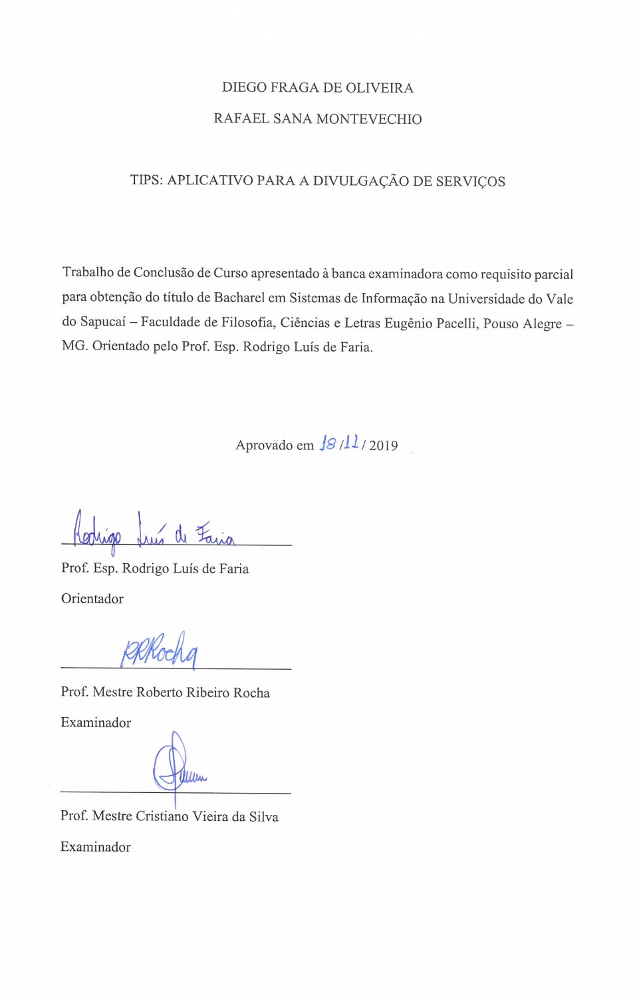 DIEGO FRAGA DE OLIVEIRA
RAFAEL SANA MONTEVECHIO
TIPS: APLICATIVO PARA A DIVULGAÇÃO DE SERVIÇOS
Trabalho de Conclusão de Curso apresentado à banca examinadora como requisito parcial
para obtenção do título de Bacharel em Sistemas de Informação na Universidade do Vale
do Sapucaí – Faculdade de Filosofia, Ciências e Letras Eugênio Pacelli, Pouso Alegre –
MG. Orientado pelo Prof. Esp. Rodrigo Luís de Faria.
Aprovado em 18/11/2019
Rodrigo Luís de Faria
Prof. Esp. Rodrigo Luís de Faria
Orientador
RRRocha
Prof. Mestre Roberto Ribeiro Rocha
Examinador
Prof. Mestre Cristiano Vieira da Silva
Examinador